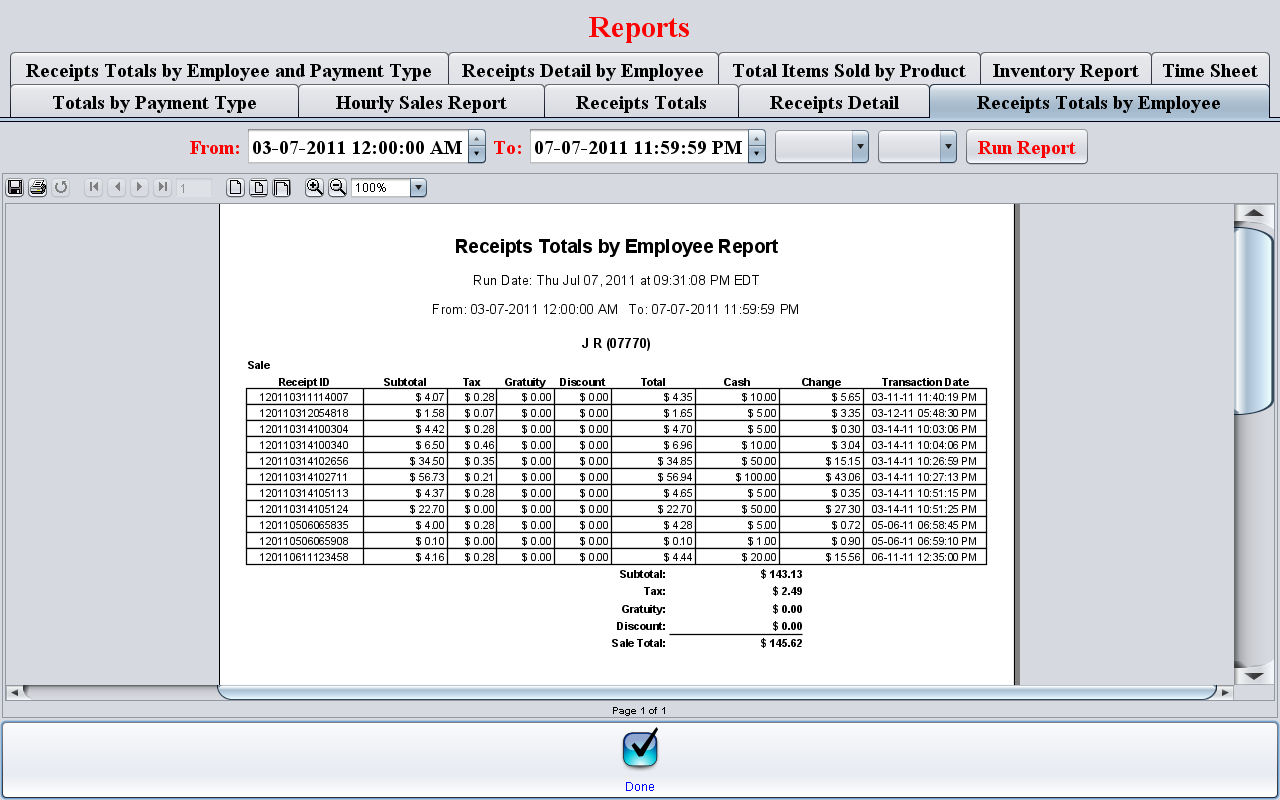 Reports
Receipts Totals by Employee and Payment Type Receipts Detail by Employee Total Items Sold by Product Inventory Report Time Sheet
Totals by Payment Type Hourly Sales Report Receipts Totals Receipts Detail Receipts Totals by Employee
From: 03-07-2011 12:00:00 AM To: 07-07-2011 11:59:59 PM Run Report
1 100%
Receipts Totals by Employee Report
Run Date: Thu Jul 07, 2011 at 09:31:08 PM EDT
From: 03-07-2011 12:00:00 AM To: 07-07-2011 11:59:59 PM
J R (07770)
Sale
Receipt ID Subtotal Tax Gratuity Discount Total Cash Change Transaction Date
120110311114007 $ 4.07 $ 0.28 $ 0.00 $ 0.00 $ 4.35 $ 10.00 $ 5.65 03-11-11 11:40:19 PM
120110312054818 $ 1.58 $ 0.07 $ 0.00 $ 0.00 $ 1.65 $ 5.00 $ 3.35 03-12-11 05:48:30 PM
120110314100304 $ 4.42 $ 0.28 $ 0.00 $ 0.00 $ 4.70 $ 5.00 $ 0.30 03-14-11 10:03:06 PM
120110314100340 $ 6.50 $ 0.46 $ 0.00 $ 0.00 $ 6.96 $ 10.00 $ 3.04 03-14-11 10:04:06 PM
120110314102656 $ 34.50 $ 0.35 $ 0.00 $ 0.00 $ 34.85 $ 50.00 $ 15.15 03-14-11 10:26:59 PM
120110314102711 $ 56.73 $ 0.21 $ 0.00 $ 0.00 $ 56.94 $ 100.00 $ 43.06 03-14-11 10:27:13 PM
120110314105113 $ 4.37 $ 0.28 $ 0.00 $ 0.00 $ 4.65 $ 5.00 $ 0.35 03-14-11 10:51:15 PM
120110314105124 $ 22.70 $ 0.00 $ 0.00 $ 0.00 $ 22.70 $ 50.00 $ 27.30 03-14-11 10:51:25 PM
120110506065835 $ 4.00 $ 0.28 $ 0.00 $ 0.00 $ 4.28 $ 5.00 $ 0.72 05-06-11 06:58:45 PM
120110506065908 $ 0.10 $ 0.00 $ 0.00 $ 0.00 $ 0.10 $ 1.00 $ 0.90 05-06-11 06:59:10 PM
120110611123458 $ 4.16 $ 0.28 $ 0.00 $ 0.00 $ 4.44 $ 20.00 $ 15.56 06-11-11 12:35:00 PM
Subtotal: $ 143.13
Tax: $ 2.49
Gratuity: $ 0.00
Discount: $ 0.00
Sale Total: $ 145.62
Page 1 of 1
Done